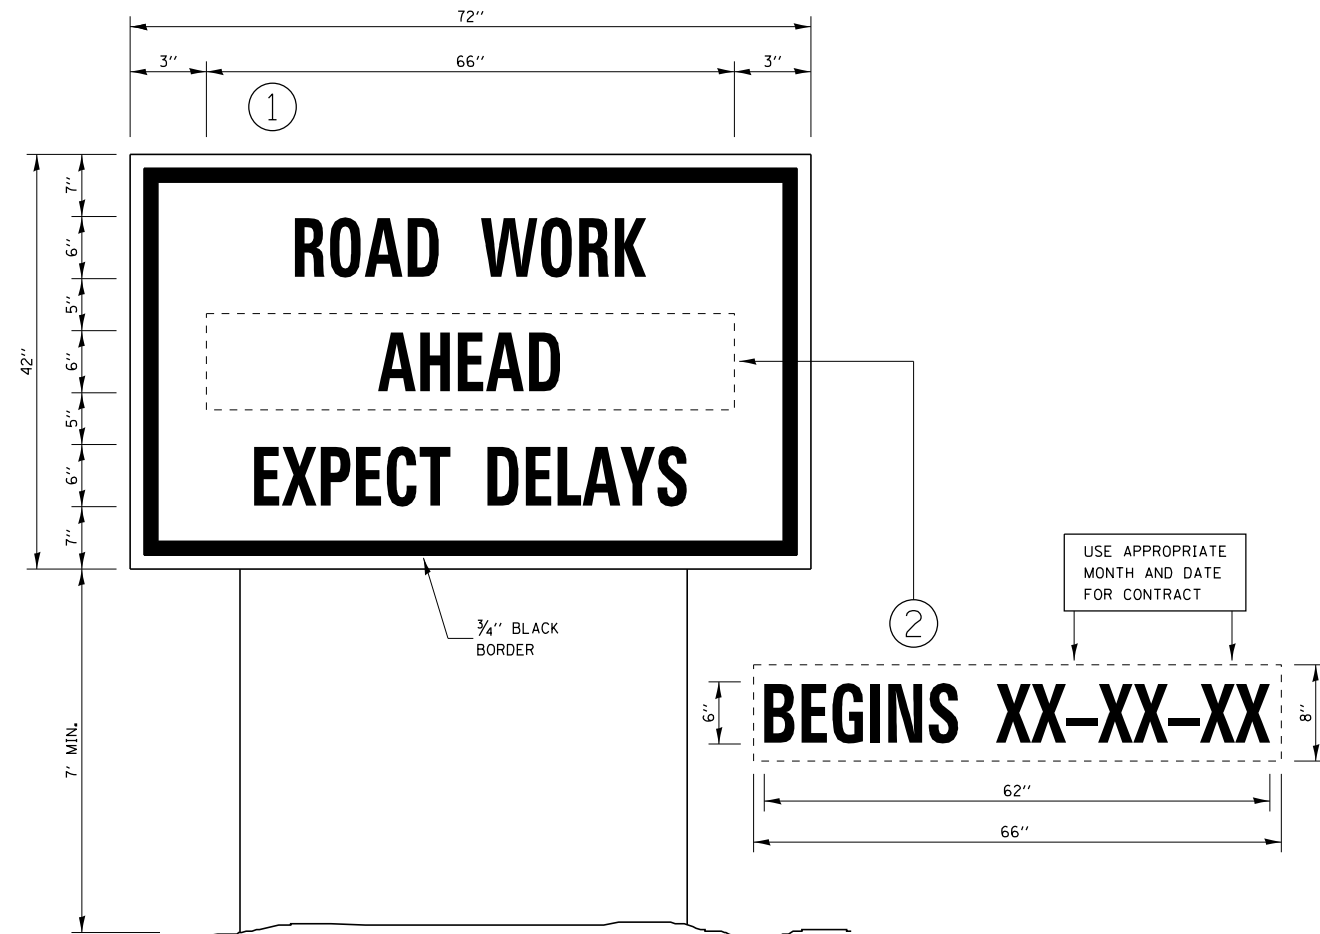 72''
3'' 66'' 3''
1
7''
6''
5''
6''
5''
6''
7''
42''
ROAD WORK
AHEAD
EXPECT DELAYS
3/4'' BLACK
BORDER
7' MIN.
2
USE APPROPRIATE
MONTH AND DATE
FOR CONTRACT
6''
BEGINS XX-XX-XX
8''
62''
66''